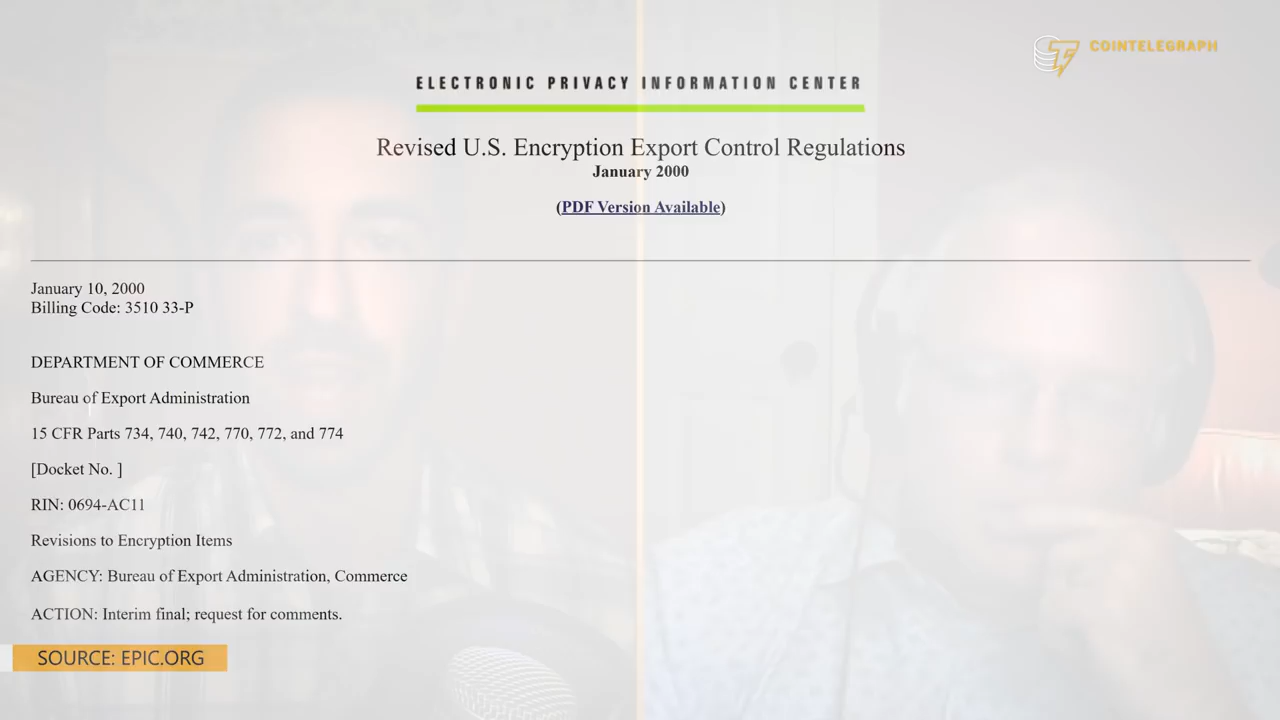 COINTELEGRAPH
ELECTRONIC PRIVACY INFORMATION CENTER
Revised U.S. Encryption Export Control Regulations
January 2000
(PDF Version Available)
January 10, 2000
Billing Code: 3510 33-P
DEPARTMENT OF COMMERCE
Bureau of Export Administration
15 CFR Parts 734, 740, 742, 770, 772, and 774
[Docket No. ]
RIN: 0694-AC11
Revisions to Encryption Items
AGENCY: Bureau of Export Administration, Commerce
ACTION: Interim final; request for comments.
SOURCE: EPIC.ORG